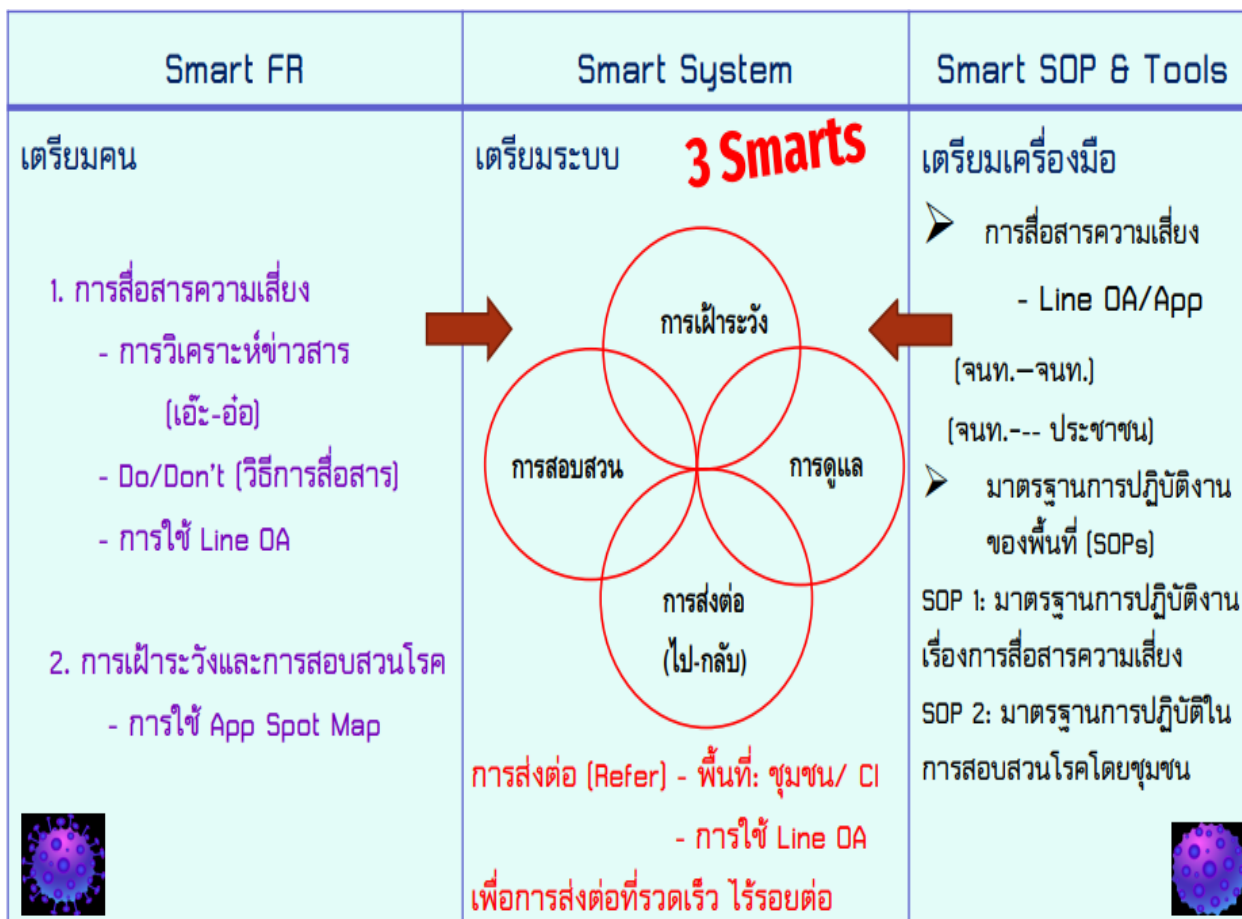 Smart FR
Smart System
Smart SOP & Tools
เตรียมคน
1. การสื่อสารความเสี่ยง
- การวิเคราะห์ข่าวสาร
(เอ๊ะ-อ๋อ)
- Do/Don't (วิธีการสื่อสาร)
- การใช้ Line OA
2. การเฝ้าระวังและการสอบสวนโรค
- การใช้ App Spot Map
เตรียมระบบ
3 Smarts
การเฝ้าระวัง
การสอบสวน
การดูแล
การส่งต่อ
(ไป-กลับ)
การส่งต่อ (Refer) - พื้นที่: ชุมชน/ CI
- การใช้ Line OA
เพื่อการส่งต่อที่รวดเร็ว ไร้รอยต่อ
เตรียมเครื่องมือ
➢ การสื่อสารความเสี่ยง
- Line OA/App
(จนท.–จนท.)
(จนท.--- ประชาชน)
➢ มาตรฐานการปฏิบัติงาน
ของพื้นที่ (SOPs)
SOP 1: มาตรฐานการปฏิบัติงาน
เรื่องการสื่อสารความเสี่ยง
SOP 2: มาตรฐานการปฏิบัติใน
การสอบสวนโรคโดยชุมชน